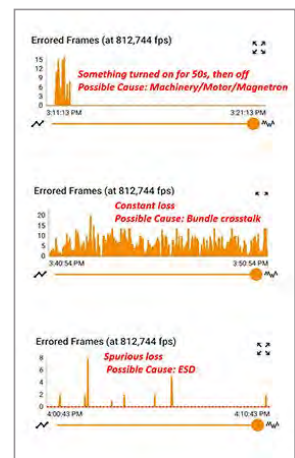 Errored Frames (at 812,744 fps)
15
12
9
6
3
0
Something turned on for 50s, then off
Possible Cause: Machinery/Motor/Magnetron
3:11:13 PM
3:21:13 PM
Errored Frames (at 812,744 fps)
20
15
10
5
0
Constant loss
Possible Cause: Bundle crosstalk
3:40:54 PM
3:50:54 PM
Errored Frames (at 812,744 fps)
8
6
4
2
0
Spurious loss
Possible Cause: ESD
4:00:43 PM
4:10:43 PM